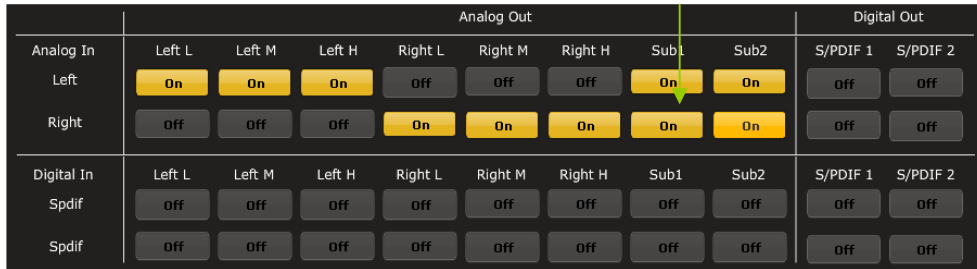 Analog Out Digital Out
Analog In Left L Left M Left H Right L Right M Right H Sub1 Sub2 S/PDIF 1 S/PDIF 2
Left On On On Off Off Off On On Off Off
Right Off Off Off On On On On On Off Off
Digital In Left L Left M Left H Right L Right M Right H Sub1 Sub2 S/PDIF 1 S/PDIF 2
Spdif Off Off Off Off Off Off Off Off Off Off
Spdif Off Off Off Off Off Off Off Off Off Off